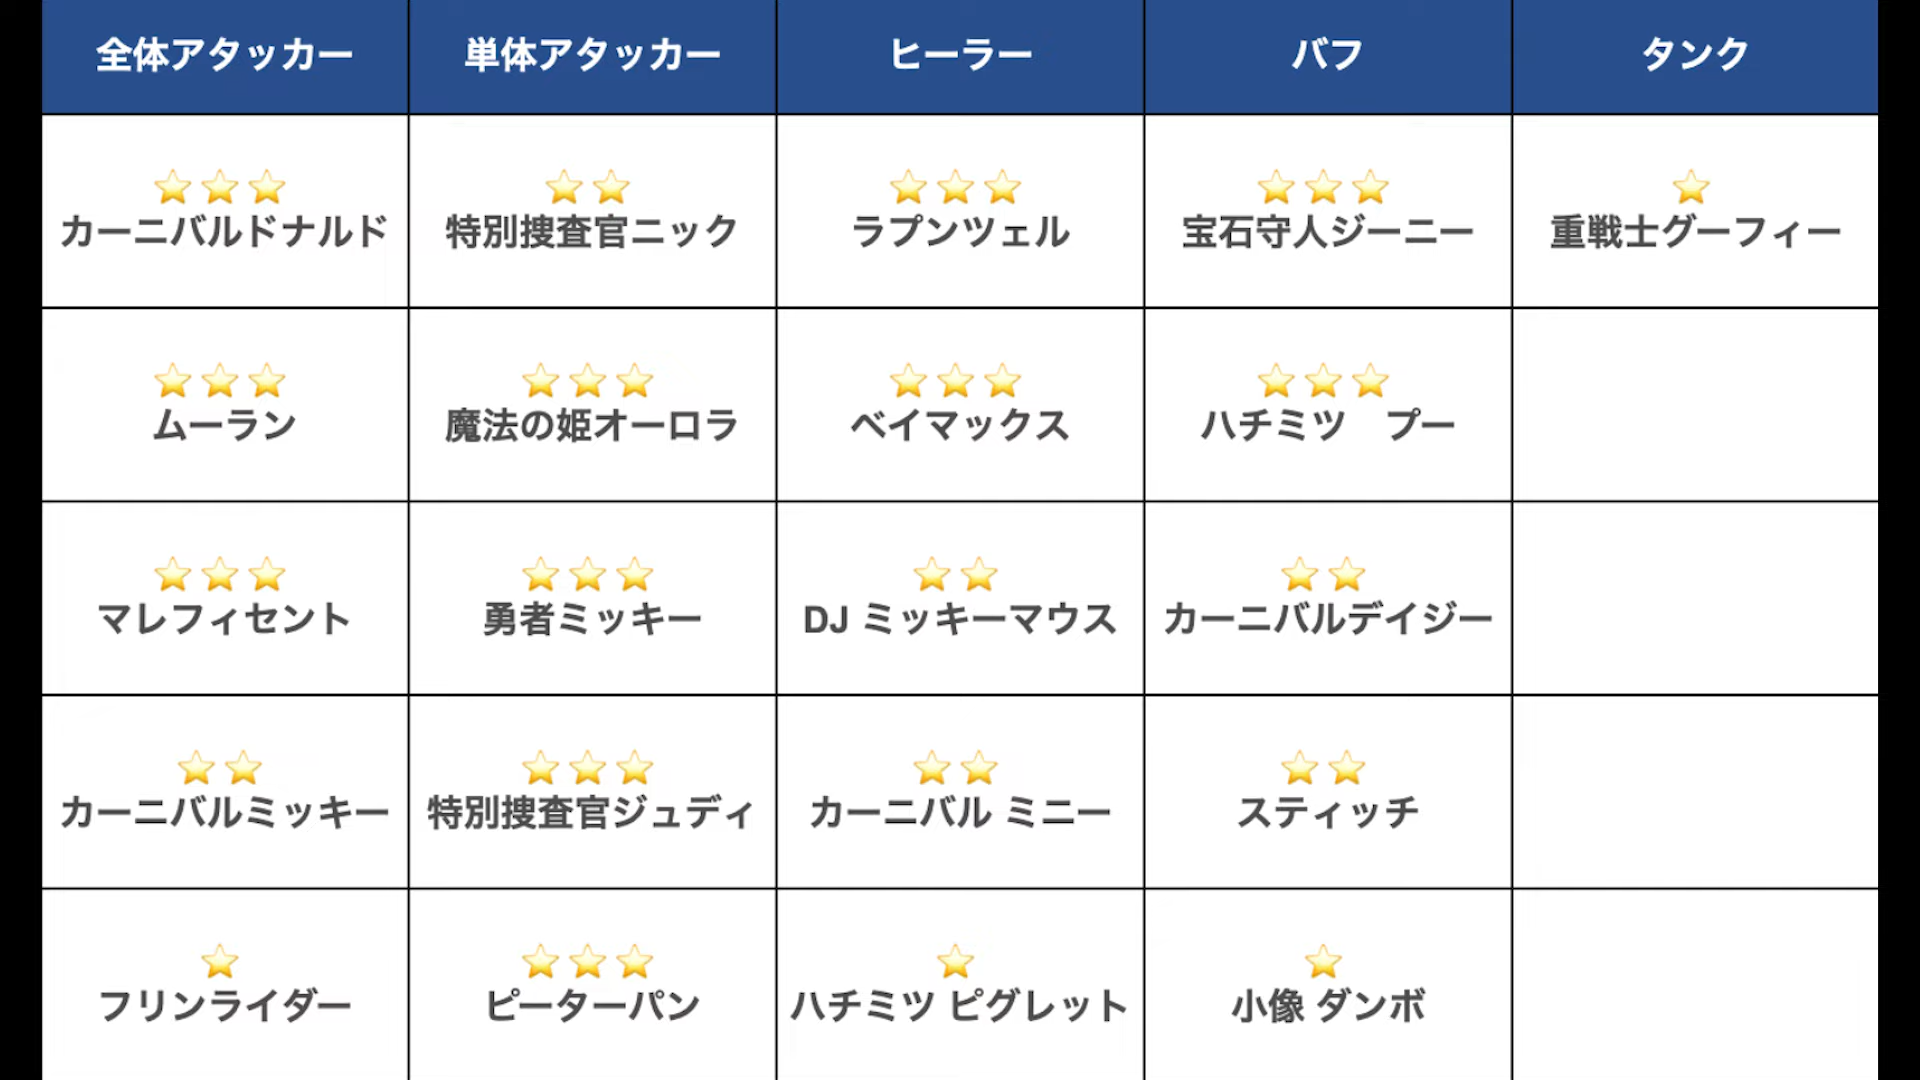 全体アタッカー 単体アタッカー ヒーラー バフ タンク
⭐⭐⭐ ⭐⭐ ⭐⭐⭐ ⭐⭐⭐ ⭐
カーニバルドナルド 特別捜査官ニック ラプンツェル 宝石守人ジーニー 重戦士グーフィー
⭐⭐⭐ ⭐⭐⭐ ⭐⭐⭐ ⭐⭐⭐
ムーラン 魔法の姫オーロラ ベイマックス ハチミツ　プー
⭐⭐⭐ ⭐⭐⭐ ⭐⭐ ⭐⭐
マレフィセント 勇者ミッキー DJ ミッキーマウス カーニバルデイジー
⭐⭐ ⭐⭐⭐ ⭐⭐ ⭐⭐
カーニバルミッキー 特別捜査官ジュディ カーニバル ミニー スティッチ
⭐ ⭐⭐⭐ ⭐ ⭐
フリンライダー ピーターパン ハチミツ ピグレット 小像 ダンボ